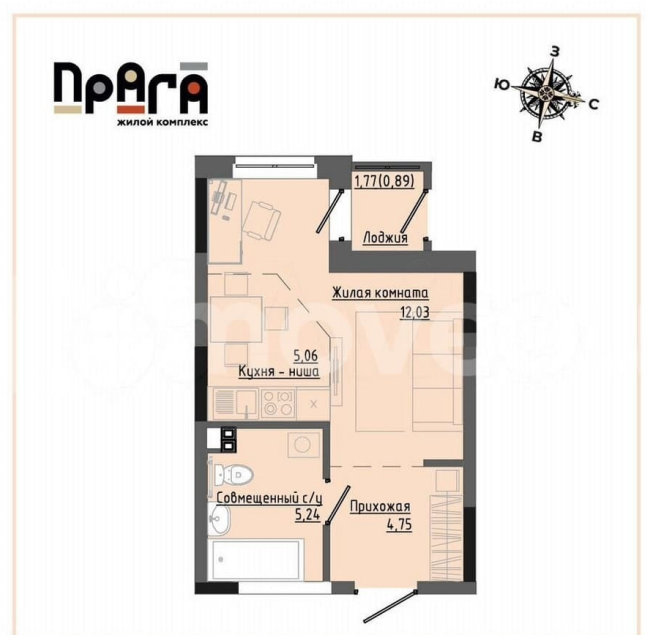 ПРАГА
ЖИЛОЙ КОМПЛЕКС
З
Ю
С
В
1,77(0,89)
Лоджия
Жилая комната
12,03
5,06
Кухня - ниша
move
Совмещенный с/у
5,24
Прихожая
4,75